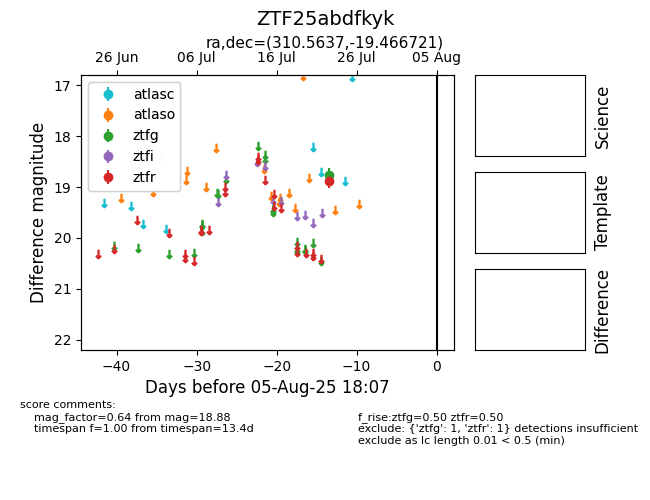 ZTF25abdfkyk
ra,dec=(310.5637,-19.466721)
26 Jun 06 Jul 16 Jul 26 Jul 05 Aug
17
18
19
20
21
22
Difference magnitude
atlasc
atlaso
ztfg
ztfi
ztfr
−40 −30 −20 −10 0
Days before 05-Aug-25 18:07
Science
Template
Difference
score comments:
mag_factor=0.64 from mag=18.88
timespan f=1.00 from timespan=13.4d
f_rise:ztfg=0.50 ztfr=0.50
exclude: {'ztfg': 1, 'ztfr': 1} detections insufficient
exclude as lc length 0.01 < 0.5 (min)